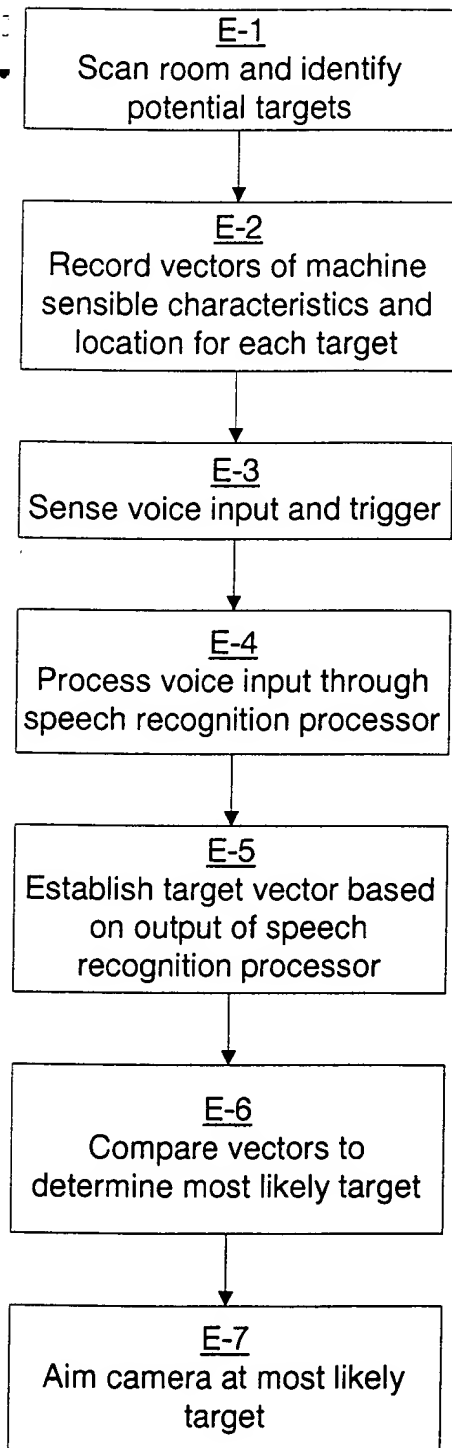 E-1
Scan room and identify
potential targets
E-2
Record vectors of machine
sensible characteristics and
location for each target
E-3
Sense voice input and trigger
E-4
Process voice input through
speech recognition processor
E-5
Establish target vector based
on output of speech
recognition processor
E-6
Compare vectors to
determine most likely target
E-7
Aim camera at most likely
target